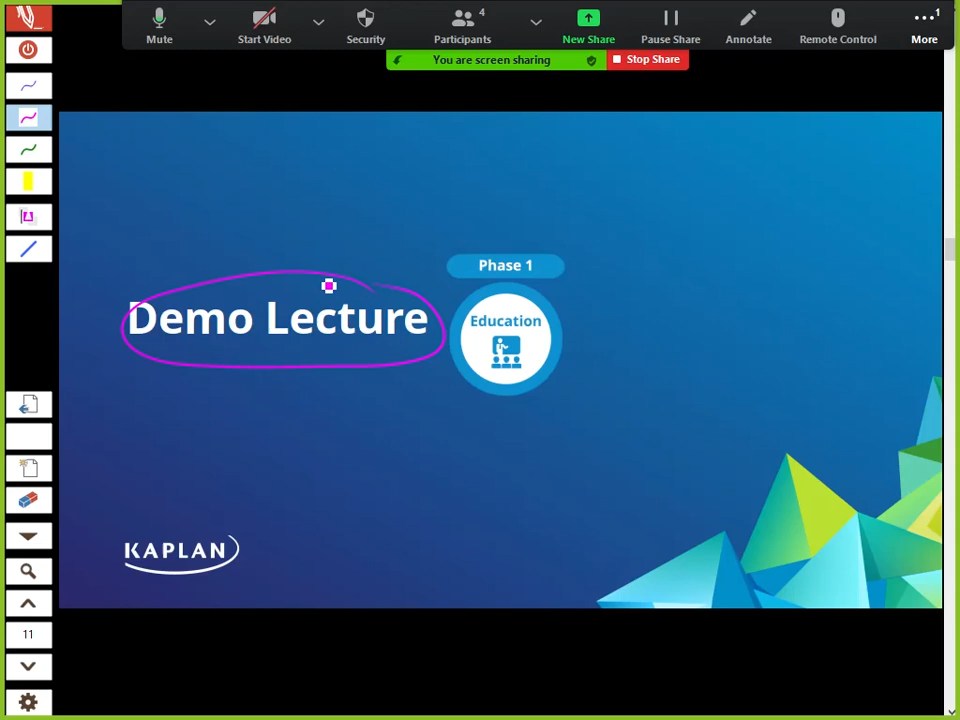 4
1
Mute
Start Video
Security
Participants
New Share
Pause Share
Annotate
Remote Control
More
You are screen sharing
Stop Share
Phase 1
Education
Demo Lecture
KAPLAN
11